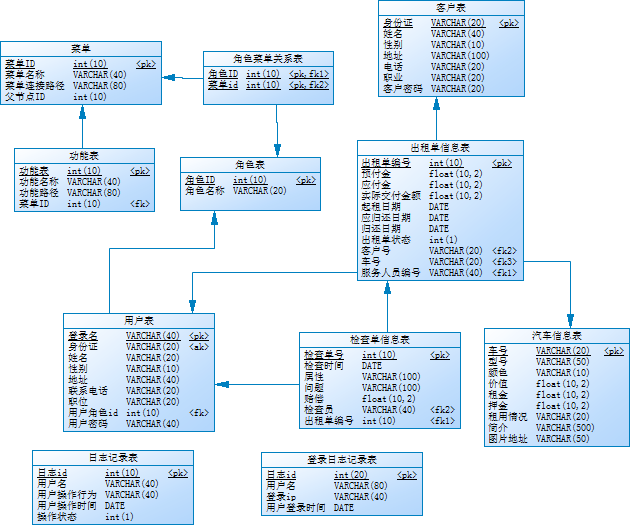 客户表
身份证 VARCHAR(20) <pk>
姓名 VARCHAR(40)
性别 VARCHAR(10)
地址 VARCHAR(100)
电话 VARCHAR(20)
职业 VARCHAR(20)
客户密码 VARCHAR(20)
菜单
菜单ID int(10) <pk>
菜单名称 VARCHAR(40)
菜单连接路径 VARCHAR(80)
父节点ID int(10)
角色菜单关系表
角色ID int(10) <pk,fk1>
菜单id int(10) <pk,fk2>
功能表
功能表 int(10) <pk>
功能名称 VARCHAR(40)
功能路径 VARCHAR(80)
菜单ID int(10) <fk>
角色表
角色ID int(10) <pk>
角色名称 VARCHAR(20)
出租单信息表
出租单编号 int(10) <pk>
预付金 float(10,2)
应付金 float(10,2)
实际交付金额 float(10,2)
起租日期 DATE
应归还日期 DATE
归还日期 DATE
出租单状态 int(1)
客户号 VARCHAR(20) <fk2>
车号 VARCHAR(20) <fk3>
服务人员编号 VARCHAR(40) <fk1>
用户表
登录名 VARCHAR(40) <pk>
身份证 VARCHAR(20) <ak>
姓名 VARCHAR(20)
性别 VARCHAR(10)
地址 VARCHAR(40)
联系电话 VARCHAR(20)
职位 VARCHAR(20)
用户角色id int(10) <fk>
用户密码 VARCHAR(40)
检查单信息表
检查单号 int(10) <pk>
检查时间 DATE
属性 VARCHAR(100)
问题 VARCHAR(100)
赔偿 float(10,2)
检查员 VARCHAR(40) <fk2>
出租单编号 int(10) <fk1>
汽车信息表
车号 VARCHAR(20) <pk>
型号 VARCHAR(50)
颜色 VARCHAR(10)
价值 float(10,2)
租金 float(10,2)
押金 float(10,2)
租用情况 VARCHAR(20)
简介 VARCHAR(500)
图片地址 VARCHAR(50)
日志记录表
日志id int(10) <pk>
用户名 VARCHAR(40)
用户操作行为 VARCHAR(40)
用户操作时间 DATE
操作状态 int(1)
登录日志记录表
日志id int(20) <pk>
用户名 VARCHAR(80)
登录ip VARCHAR(40)
用户登录时间 DATE